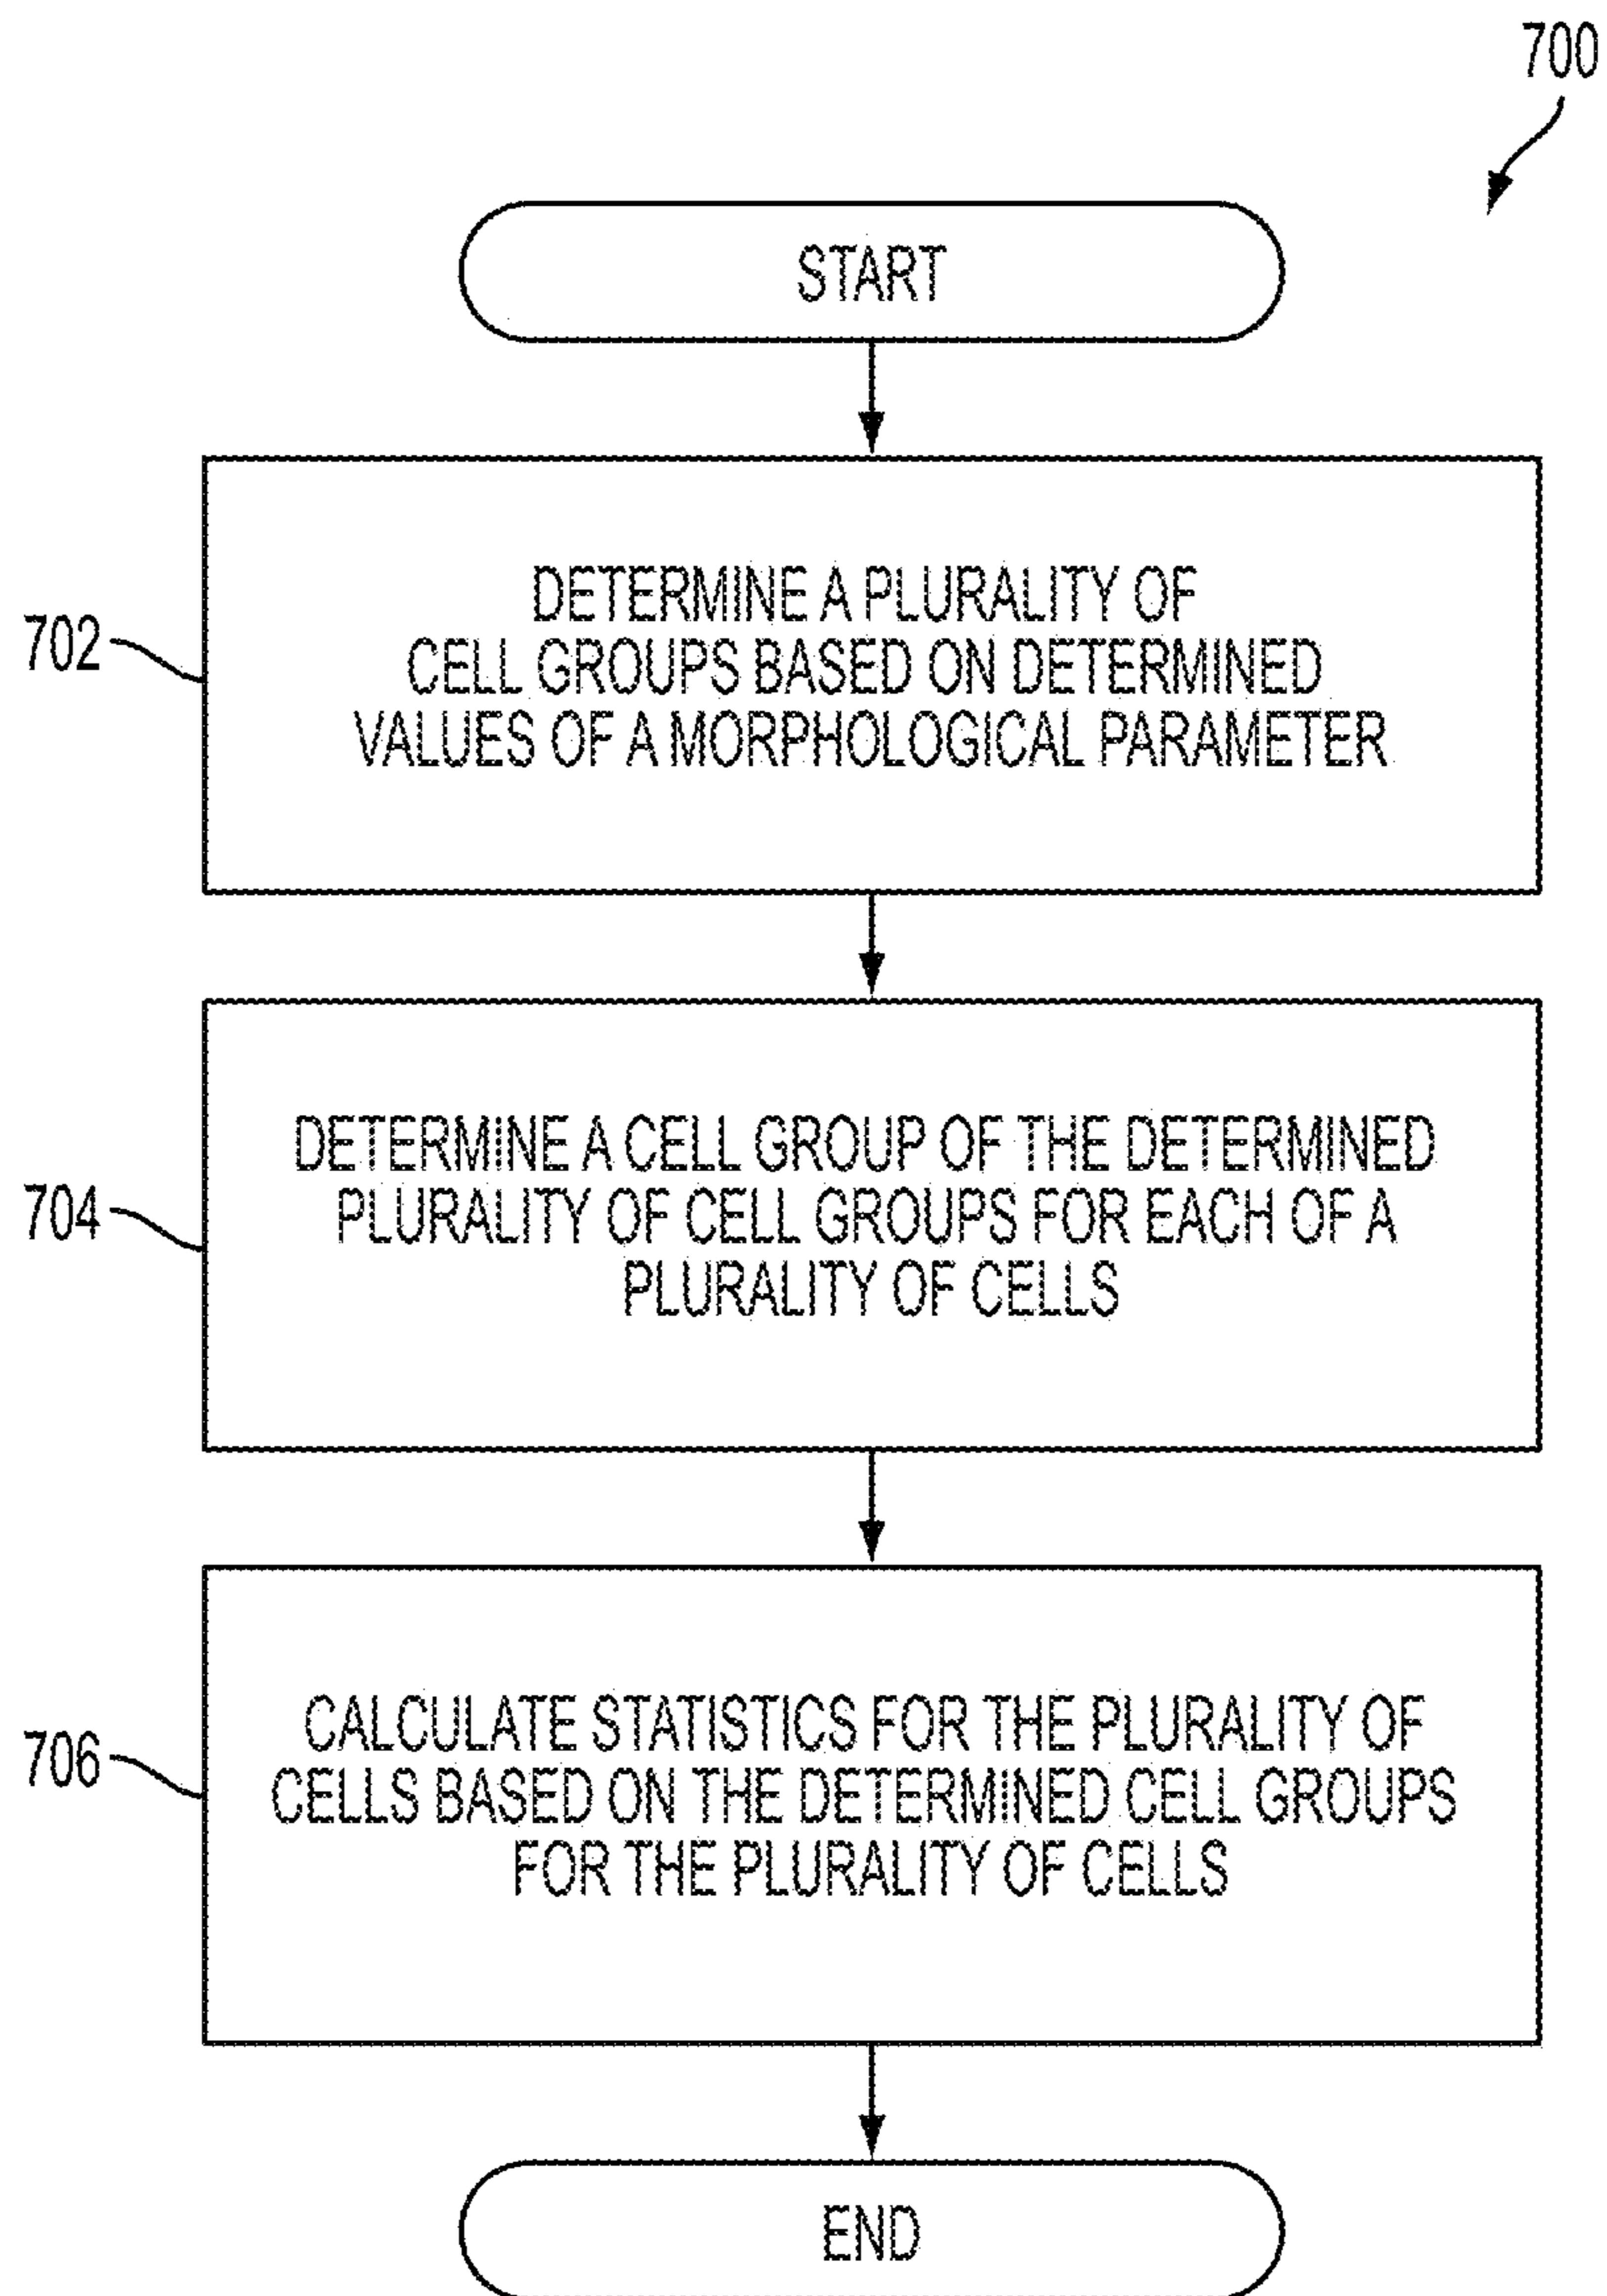 700
START
702
DETERMINE A PLURALITY OF
CELL GROUPS BASED ON DETERMINED
VALUES OF A MORPHOLOGICAL PARAMETER
704
DETERMINE A CELL GROUP OF THE DETERMINED
PLURALITY OF CELL GROUPS FOR EACH OF A
PLURALITY OF CELLS
706
CALCULATE STATISTICS FOR THE PLURALITY OF
CELLS BASED ON THE DETERMINED CELL GROUPS
FOR THE PLURALITY OF CELLS
END